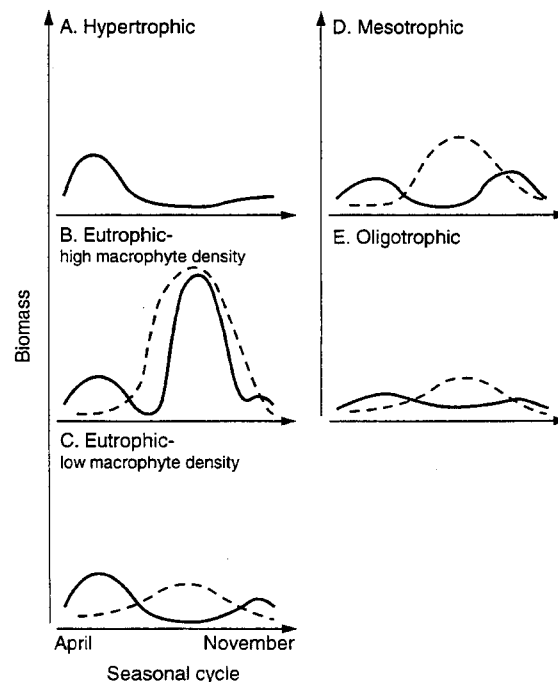 A. Hypertrophic
B. Eutrophic-
high macrophyte density
C. Eutrophic-
low macrophyte density
D. Mesotrophic
E. Oligotrophic
Biomass
April
November
Seasonal cycle